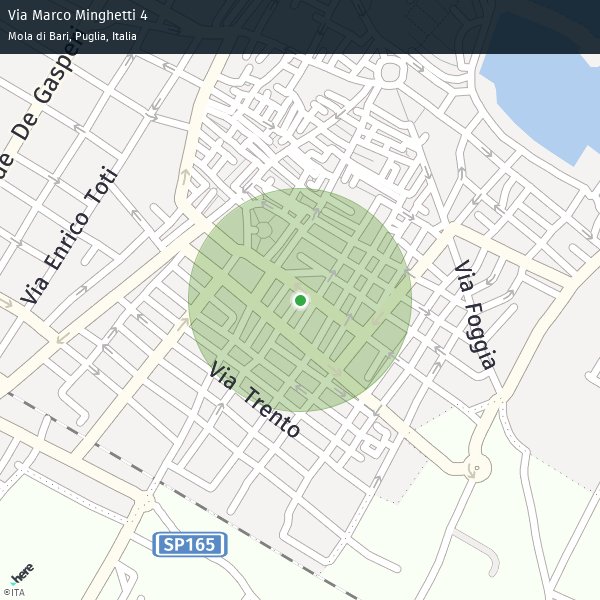 Via Marco Minghetti 4
Mola di Bari, Puglia, Italia
de De Gasperi
Via Enrico Toti
Via Foggia
Via Trento
SP165
here
©ITA